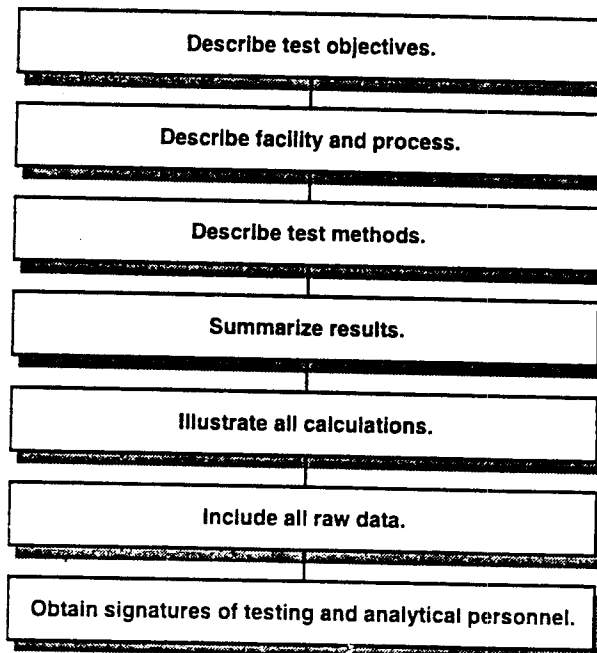 Describe test objectives.
Describe facility and process.
Describe test methods.
Summarize results.
Illustrate all calculations.
Include all raw data.
Obtain signatures of testing and analytical personnel.